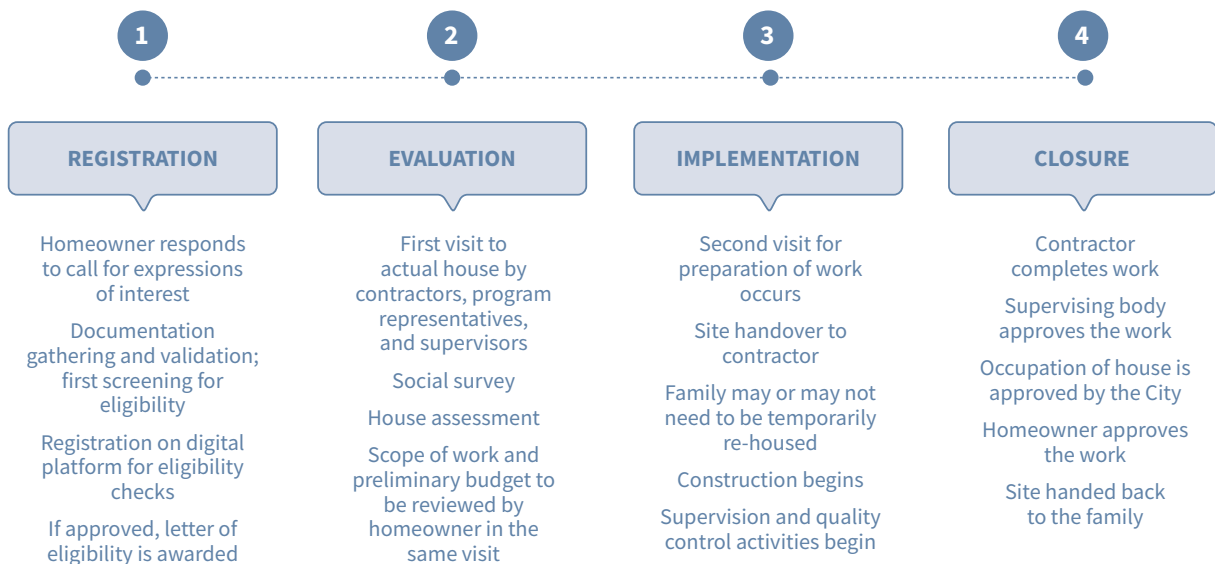 1
2
3
4
REGISTRATION
Homeowner responds
to call for expressions
of interest
Documentation
gathering and validation;
first screening for
eligibility
Registration on digital
platform for eligibility
checks
If approved, letter of
eligibility is awarded
EVALUATION
First visit to
actual house by
contractors, program
representatives,
and supervisors
Social survey
House assessment
Scope of work and
preliminary budget to
be reviewed by
homeowner in the
same visit
IMPLEMENTATION
Second visit for
preparation of work
occurs
Site handover to
contractor
Family may or may not
need to be temporarily
re-housed
Construction begins
Supervision and quality
control activities begin
CLOSURE
Contractor
completes work
Supervising body
approves the work
Occupation of house is
approved by the City
Homeowner approves
the work
Site handed back
to the family